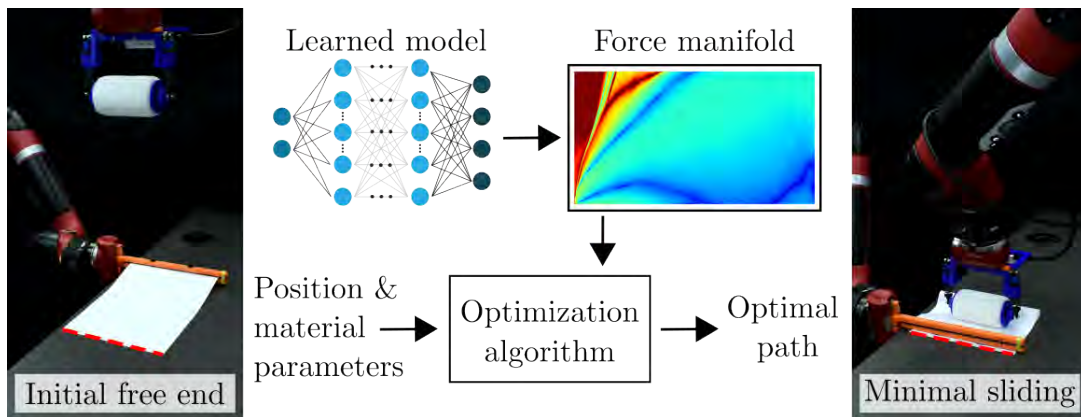 Learned model
Force manifold
Position &
material
parameters
Optimization
algorithm
Optimal
path
Initial free end
Minimal sliding